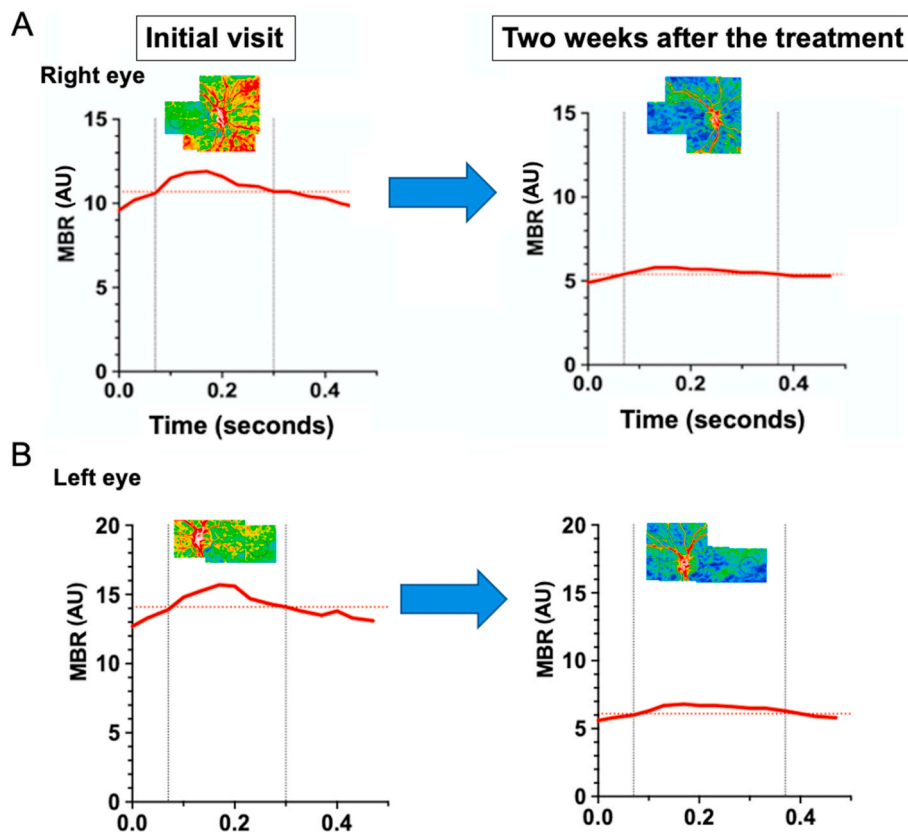 A
Initial visit
Two weeks after the treatment
Right eye
15
10
5
0
MBR (AU)
0.0
0.2
0.4
Time (seconds)
15
10
5
0
MBR (AU)
0.0
0.2
0.4
Time (seconds)
B
Left eye
20
15
10
5
0
MBR (AU)
0.0
0.2
0.4
20
15
10
5
0
MBR (AU)
0.0
0.2
0.4